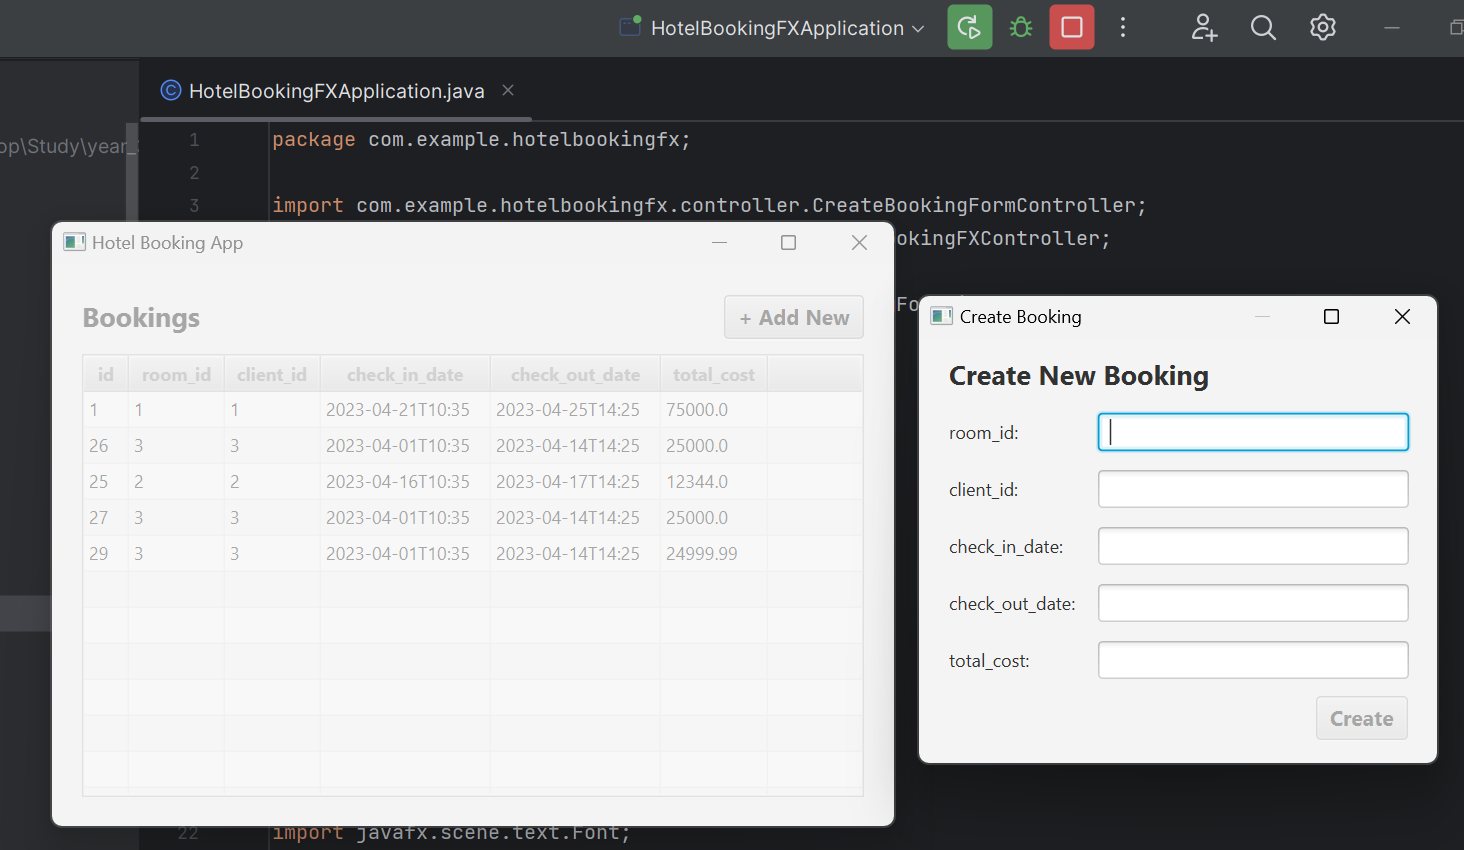 HotelBookingFXApplication
HotelBookingFXApplication.java
op\Study\year_
1 package com.example.hotelbookingfx;
2
3 import com.example.hotelbookingfx.controller.CreateBookingFormController;
okingFXController;
Hotel Booking App
Bookings
+ Add New
id room_id client_id check_in_date check_out_date total_cost
1 1 1 2023-04-21T10:35 2023-04-25T14:25 75000.0
26 3 3 2023-04-01T10:35 2023-04-14T14:25 25000.0
25 2 2 2023-04-16T10:35 2023-04-17T14:25 12344.0
27 3 3 2023-04-01T10:35 2023-04-14T14:25 25000.0
29 3 3 2023-04-01T10:35 2023-04-14T14:25 24999.99
Create Booking
Create New Booking
room_id:
client_id:
check_in_date:
check_out_date:
total_cost:
Create
22 import javafx.scene.text.Font;